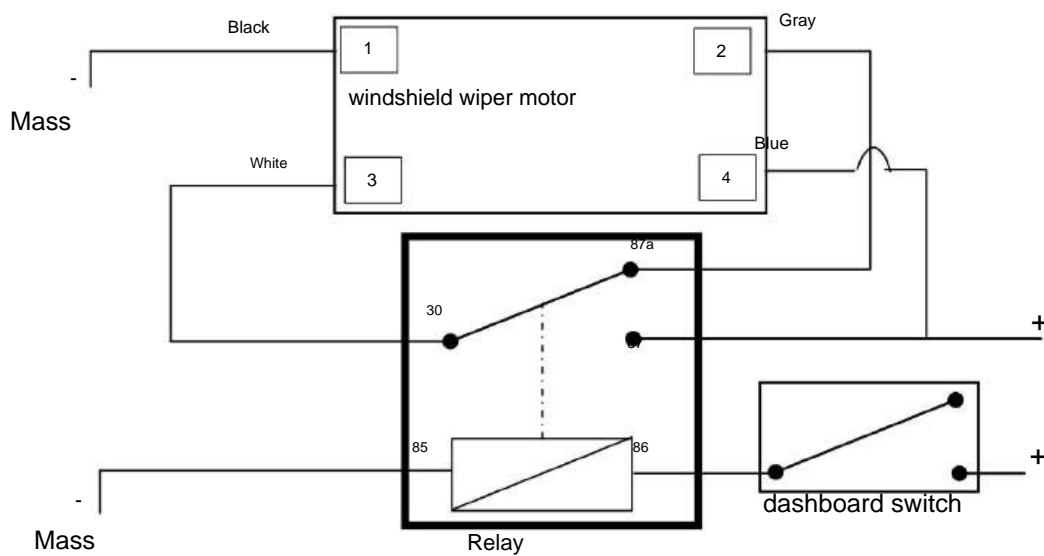 Black
Gray
1
2
-
windshield wiper motor
Mass
Blue
White
3
4
87a
30
+
87
85
86
+
-
dashboard switch
Mass
Relay